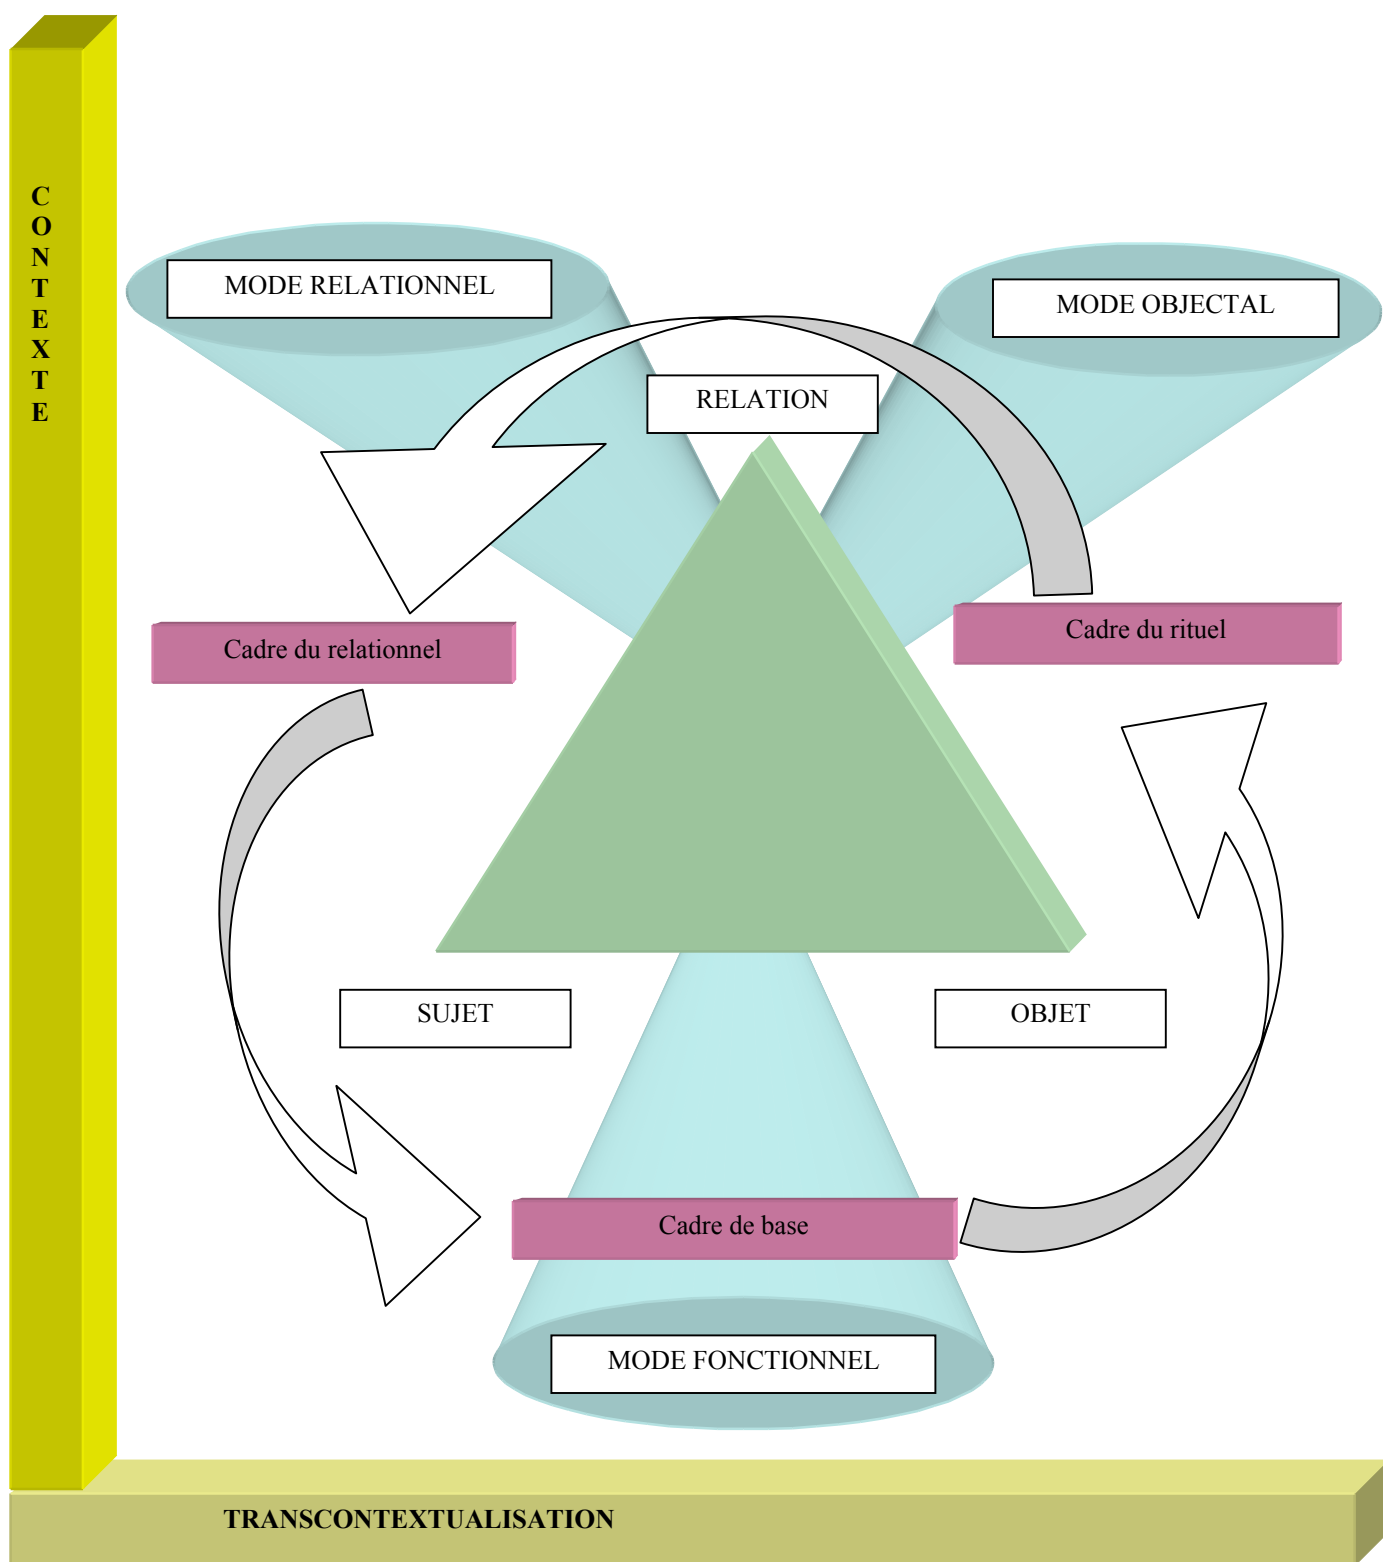 CONTEXTE
MODE RELATIONNEL
MODE OBJECTAL
RELATION
Cadre du relationnel
Cadre du rituel
SUJET
OBJET
Cadre de base
MODE FONCTIONNEL
TRANSCONTEXTUALISATION